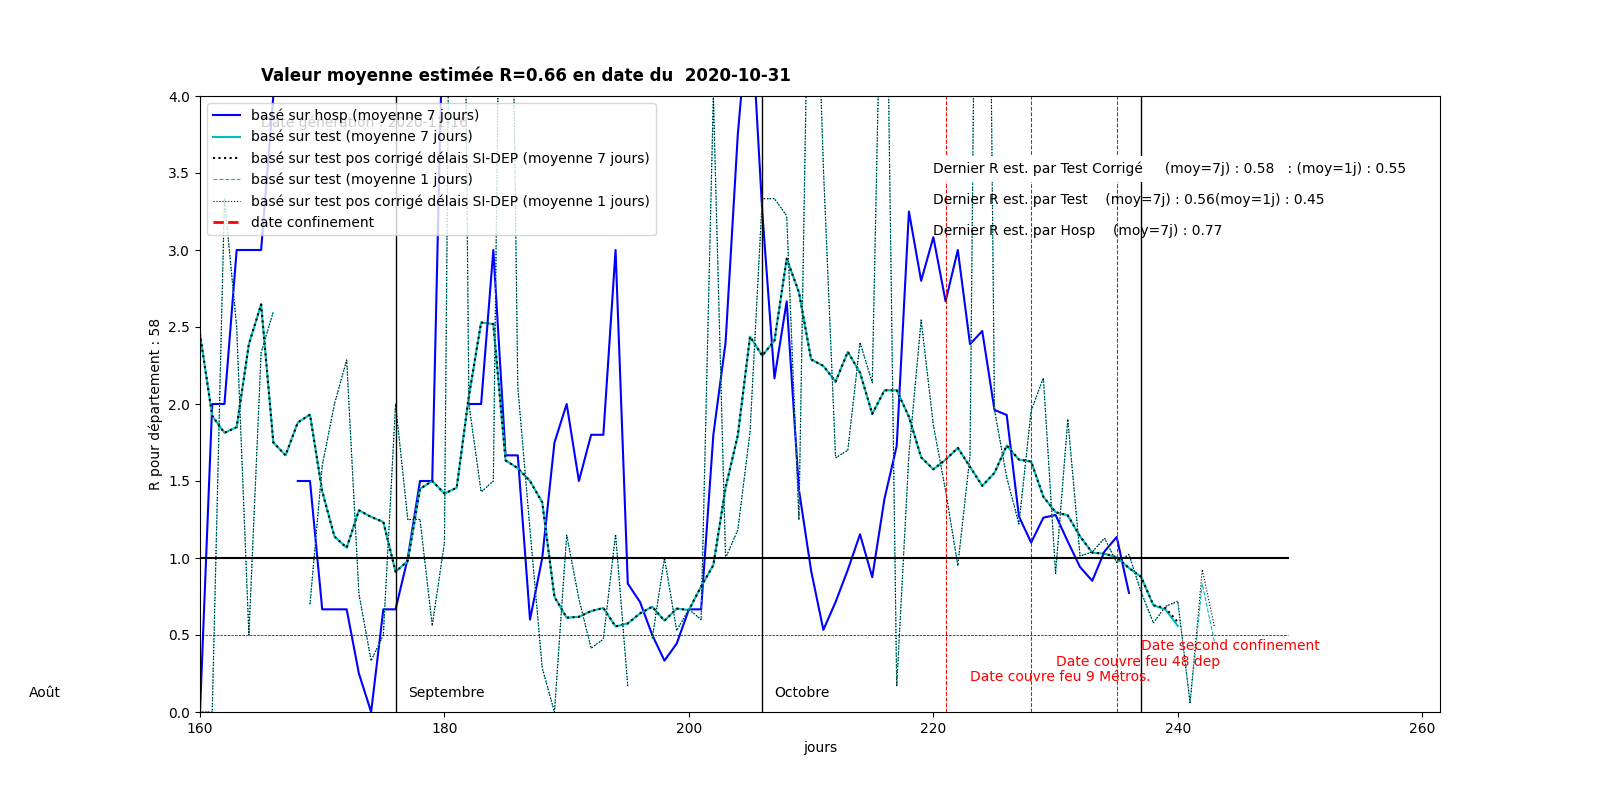 Valeur moyenne estimée R=0.66 en date du  2020-10-31
4.0
3.5
3.0
2.5
2.0
1.5
1.0
0.5
0.0
R pour département : 58
basé sur hosp (moyenne 7 jours)
basé sur test (moyenne 7 jours)
basé sur test pos corrigé délais SI-DEP (moyenne 7 jours)
basé sur test (moyenne 1 jours)
basé sur test pos corrigé délais SI-DEP (moyenne 1 jours)
date confinement
Dernier R est. par Test Corrigé     (moy=7j) : 0.58   : (moy=1j) : 0.55
Dernier R est. par Test    (moy=7j) : 0.56(moy=1j) : 0.45
Dernier R est. par Hosp    (moy=7j) : 0.77
Date second confinement
Date couvre feu 48 dep
Date couvre feu 9 Métros.
Août
Septembre
Octobre
160
180
200
220
240
260
jours